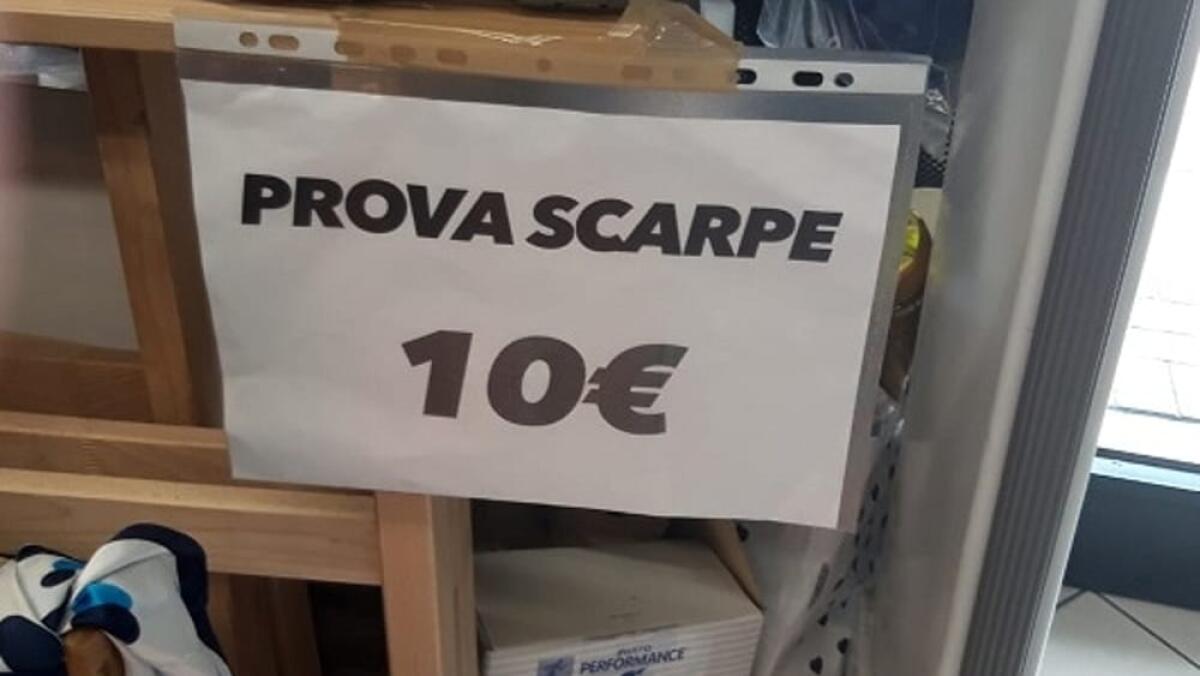 PROVA SCARPE
10€
PERFORMANCE